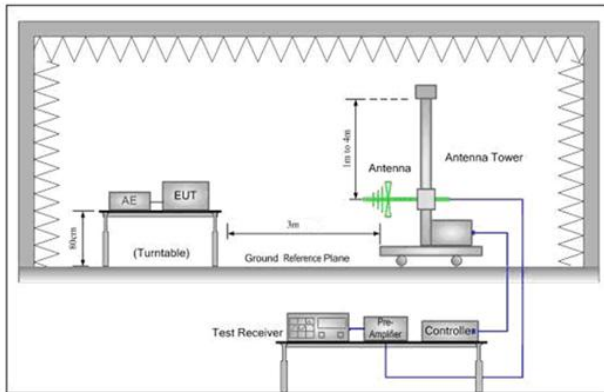 1m to 4m
Antenna
Antenna Tower
AE
EUT
80cm
(Turntable)
3m
Ground Reference Plane
Test Receiver
Pre-
Amplifier
Controller